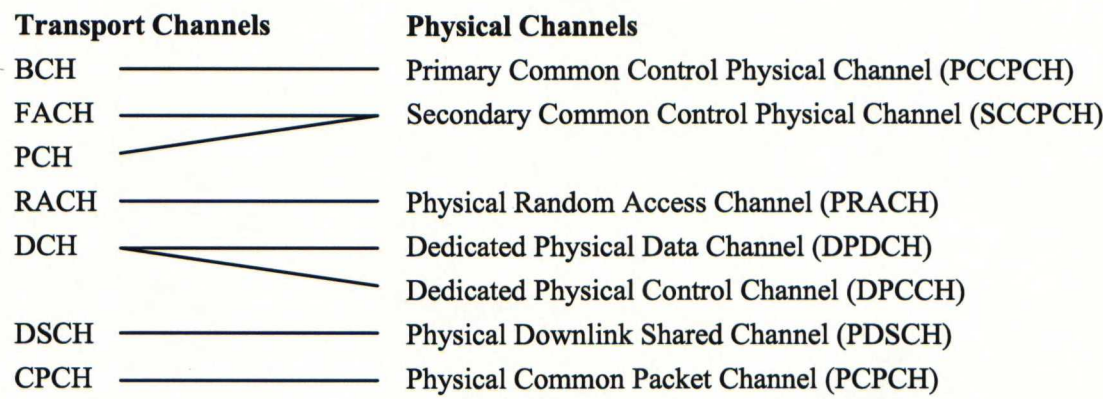 Transport Channels Physical Channels
BCH Primary Common Control Physical Channel (PCCPCH)
FACH Secondary Common Control Physical Channel (SCCPCH)
PCH
RACH Physical Random Access Channel (PRACH)
DCH Dedicated Physical Data Channel (DPDCH)
Dedicated Physical Control Channel (DPCCH)
DSCH Physical Downlink Shared Channel (PDSCH)
CPCH Physical Common Packet Channel (PCPCH)